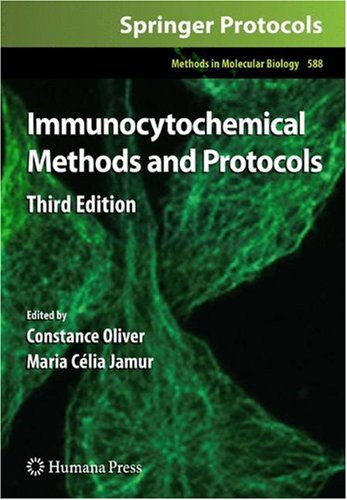 Springer Protocols
Methods in Molecular Biology 588
Immunocytochemical
Methods and Protocols
Third Edition
Edited by
Constance Oliver
Maria Célia Jamur
Humana Press